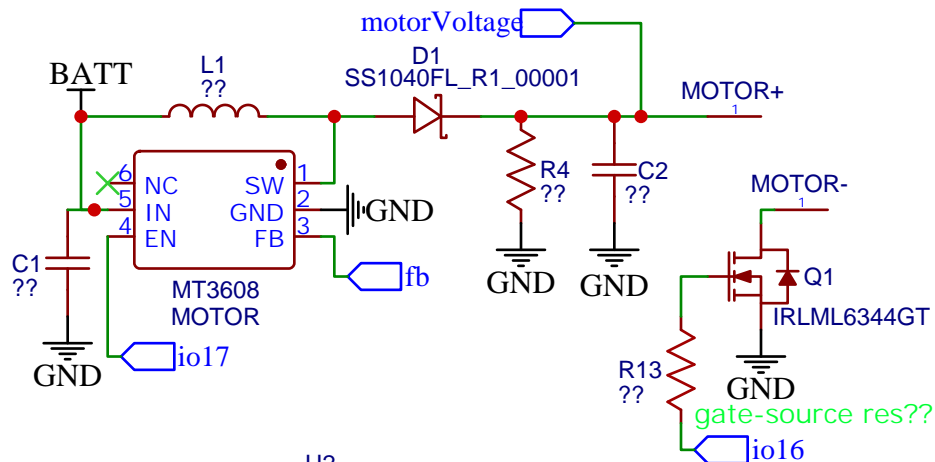 motorVoltage
D1
SS1040FL_R1_00001
L1
??
BATT
MOTOR+
1
R4
??
C2
??
6 NC SW 1
5 IN GND 2 GND
4 EN FB 3
MOTOR-
1
C1
??
fb
GND
GND
MT3608
MOTOR
Q1
IRLML6344GT
GND
io17
R13
??
GND
gate-source res??
io16